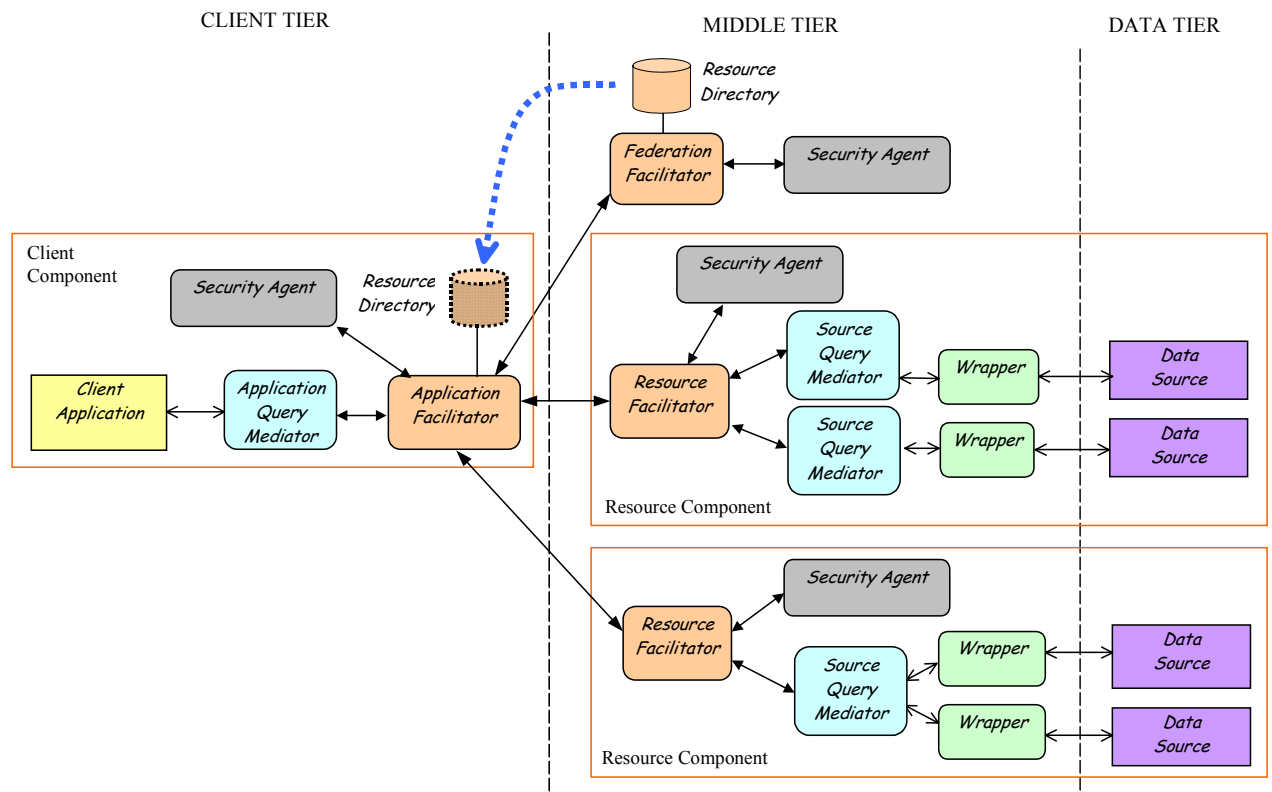 CLIENT TIER
MIDDLE TIER
DATA TIER
Resource
Directory
Federation
Facilitator
Security Agent
Client
Component
Security Agent
Resource
Directory
Client
Application
Application
Query
Mediator
Application
Facilitator
Security Agent
Resource
Facilitator
Source
Query
Mediator
Wrapper
Data
Source
Source
Query
Mediator
Wrapper
Data
Source
Resource Component
Security Agent
Resource
Facilitator
Source
Query
Mediator
Wrapper
Data
Source
Wrapper
Data
Source
Resource Component